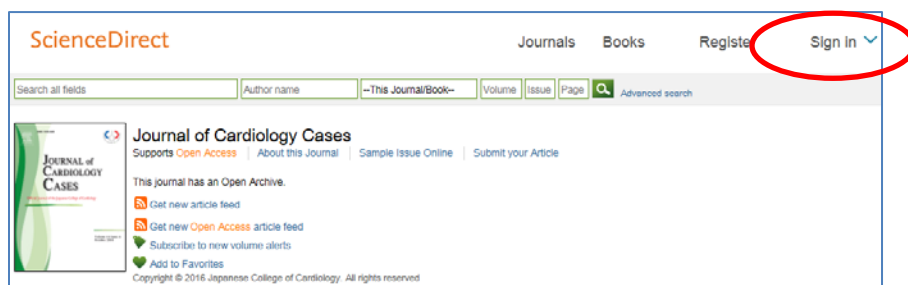 ScienceDirect
Journals Books Registe Sign in
Search all fields Author name --This Journal/Book-- Volume Issue Page Advanced search
JOURNAL of
CARDIOLOGY
CASES
Journal of Cardiology Cases
Supports Open Access About this Journal Sample Issue Online Submit your Article
This journal has an Open Archive.
Get new article feed
Get new Open Access article feed
Subscribe to new volume alerts
Add to Favorites
Copyright © 2016 Japanese College of Cardiology. All rights reserved